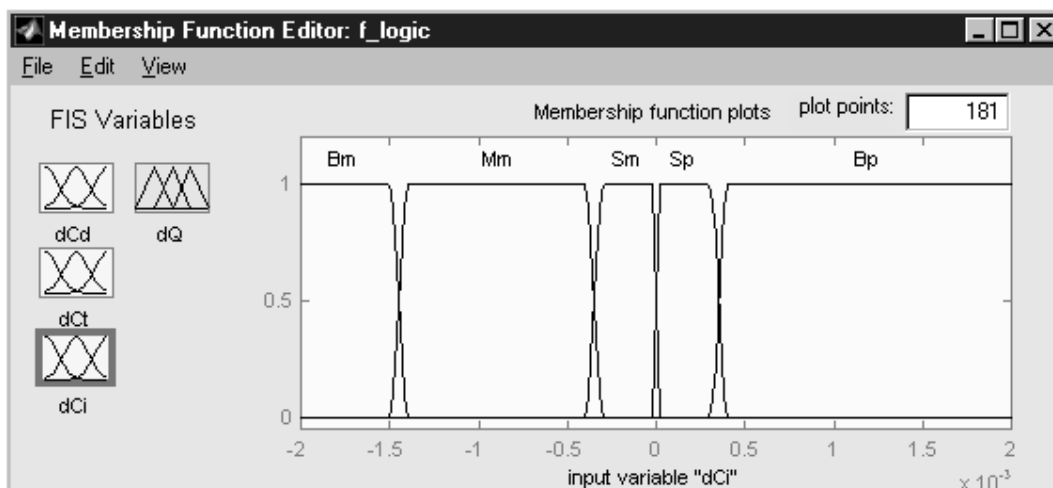 Membership Function Editor: f_logic
File Edit View
FIS Variables
Membership function plots plot points: 181
Bm Mm Sm Sp Bp
dCd dQ
dCt
dCi
1
0.5
0
-2 -1.5 -1 -0.5 0 0.5 1 1.5 2
input variable "dCi"
x 10⁻³